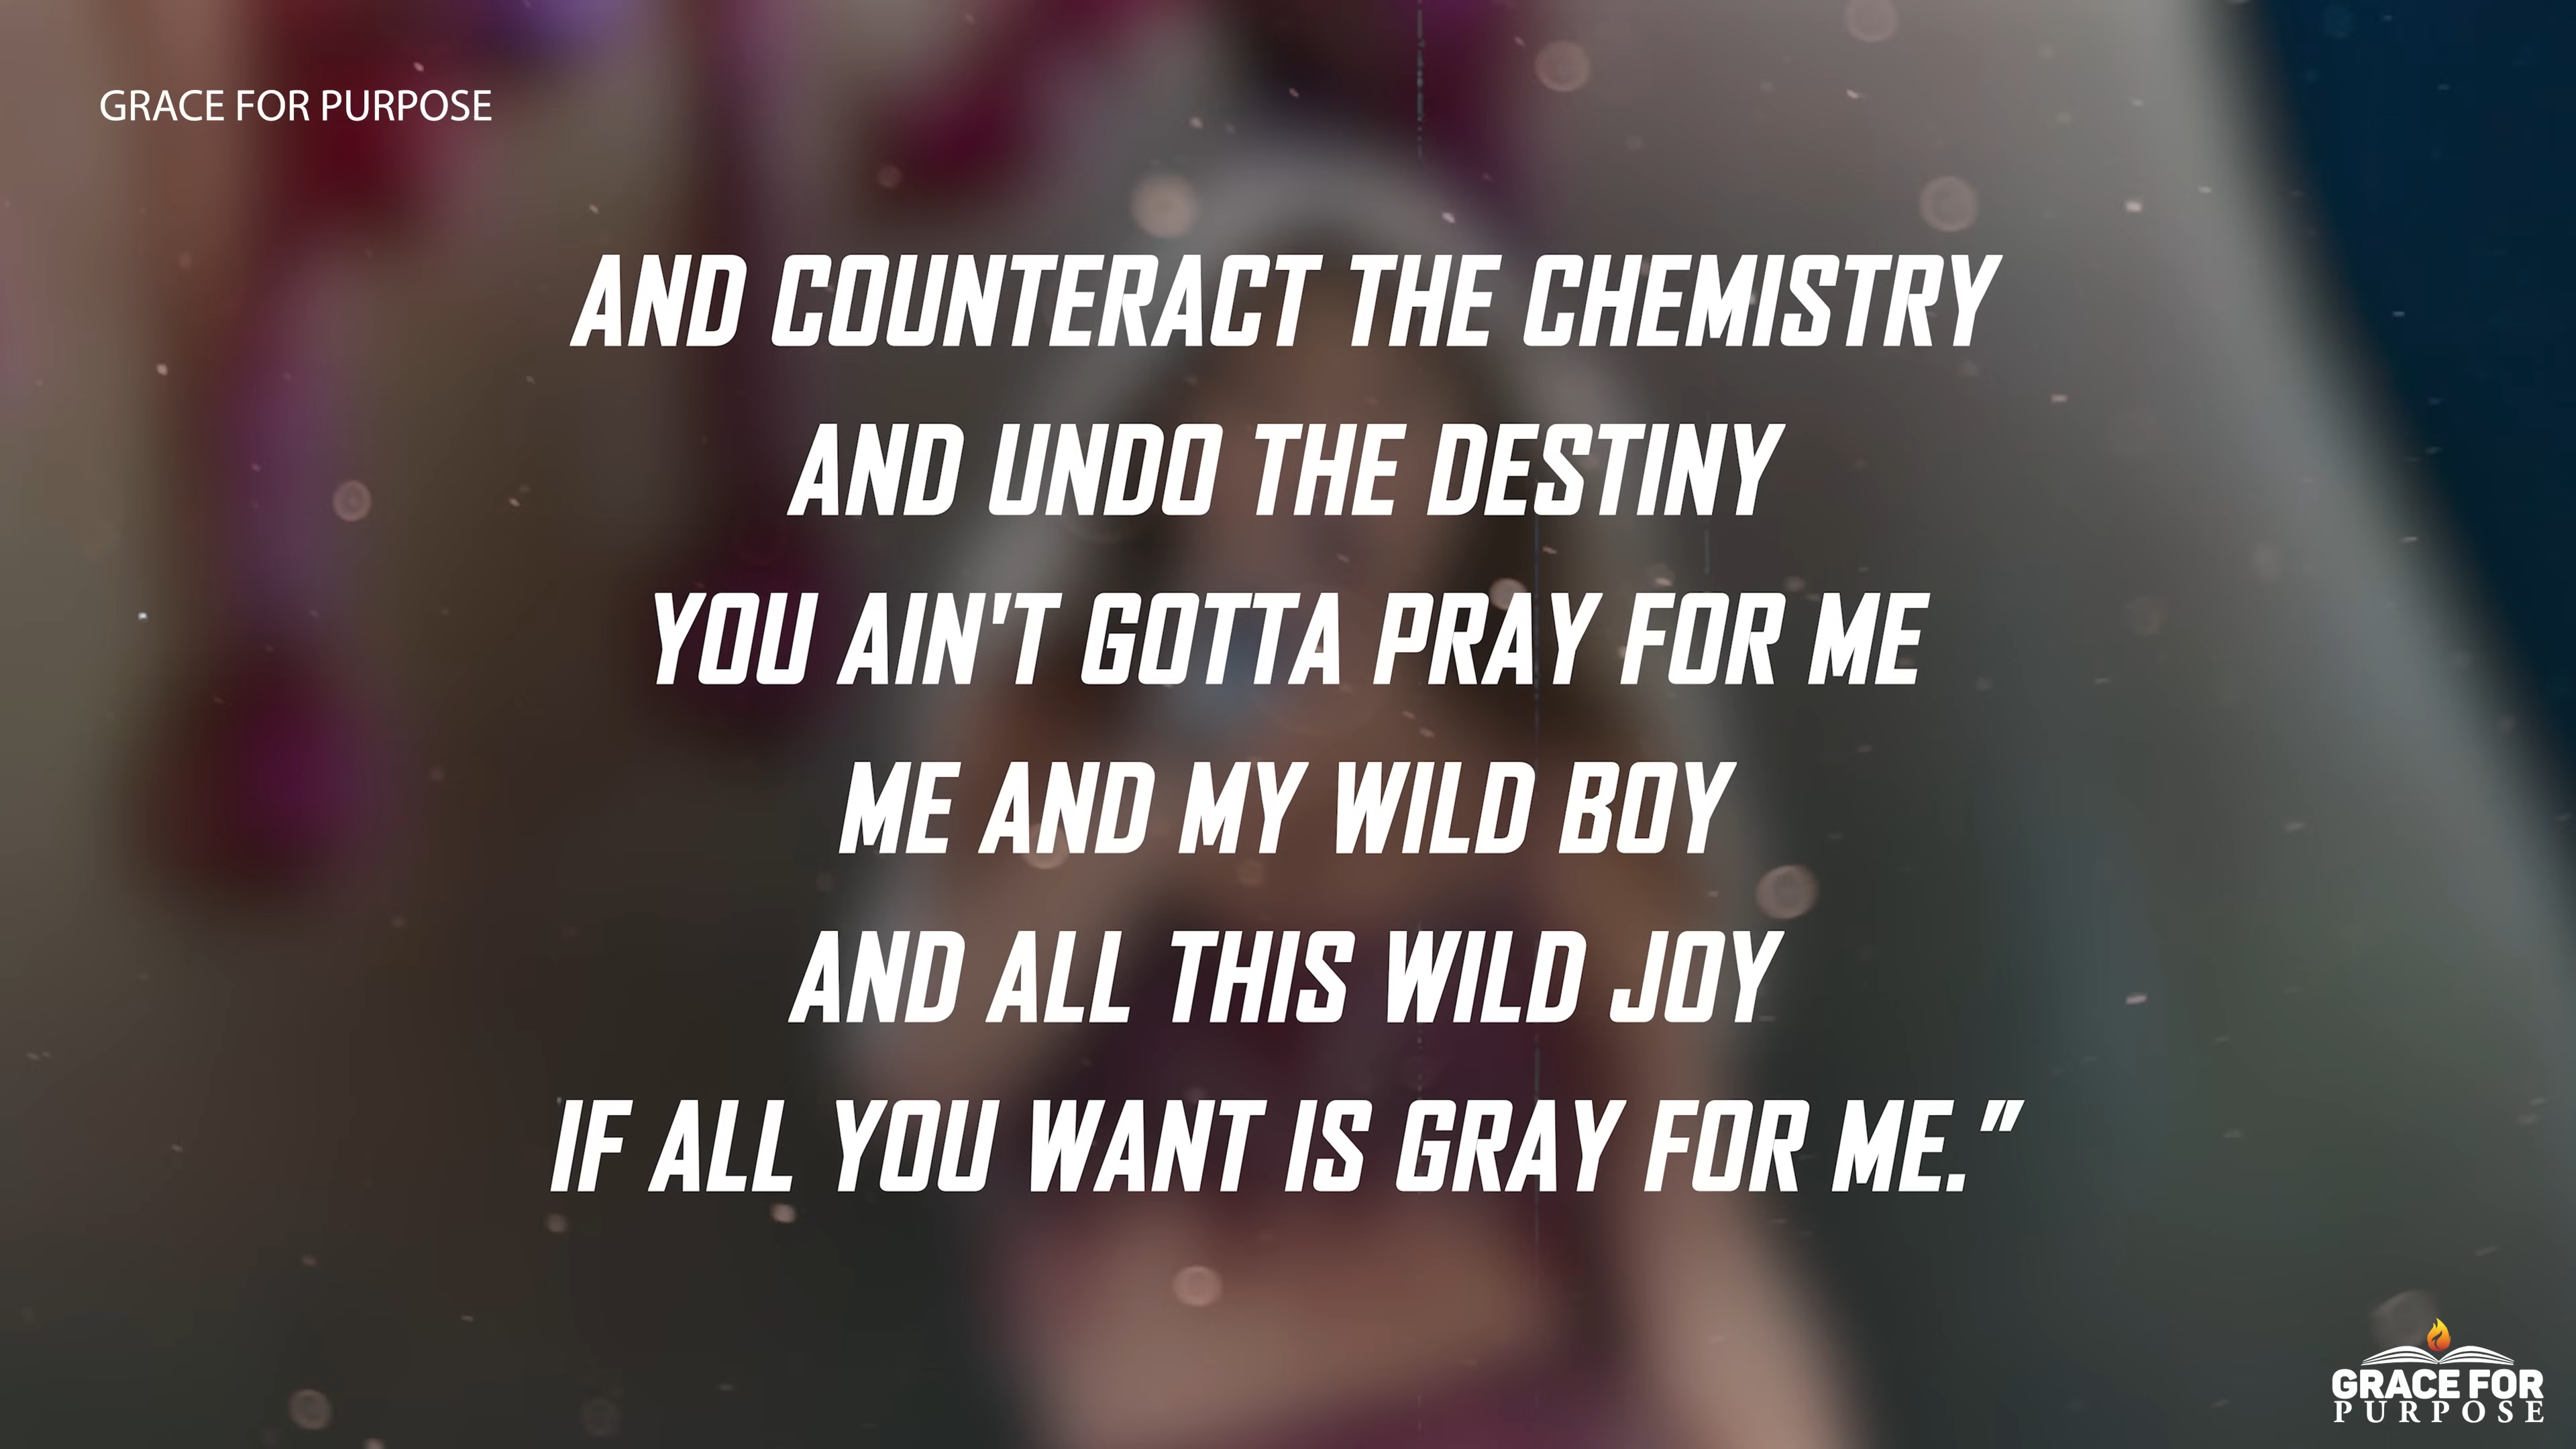 GRACE FOR PURPOSE
AND COUNTERACT THE CHEMISTRY
AND UNDO THE DESTINY
YOU AIN'T GOTTA PRAY FOR ME
ME AND MY WILD BOY
AND ALL THIS WILD JOY
IF ALL YOU WANT IS GRAY FOR ME.”
GRACE FOR
PURPOSE